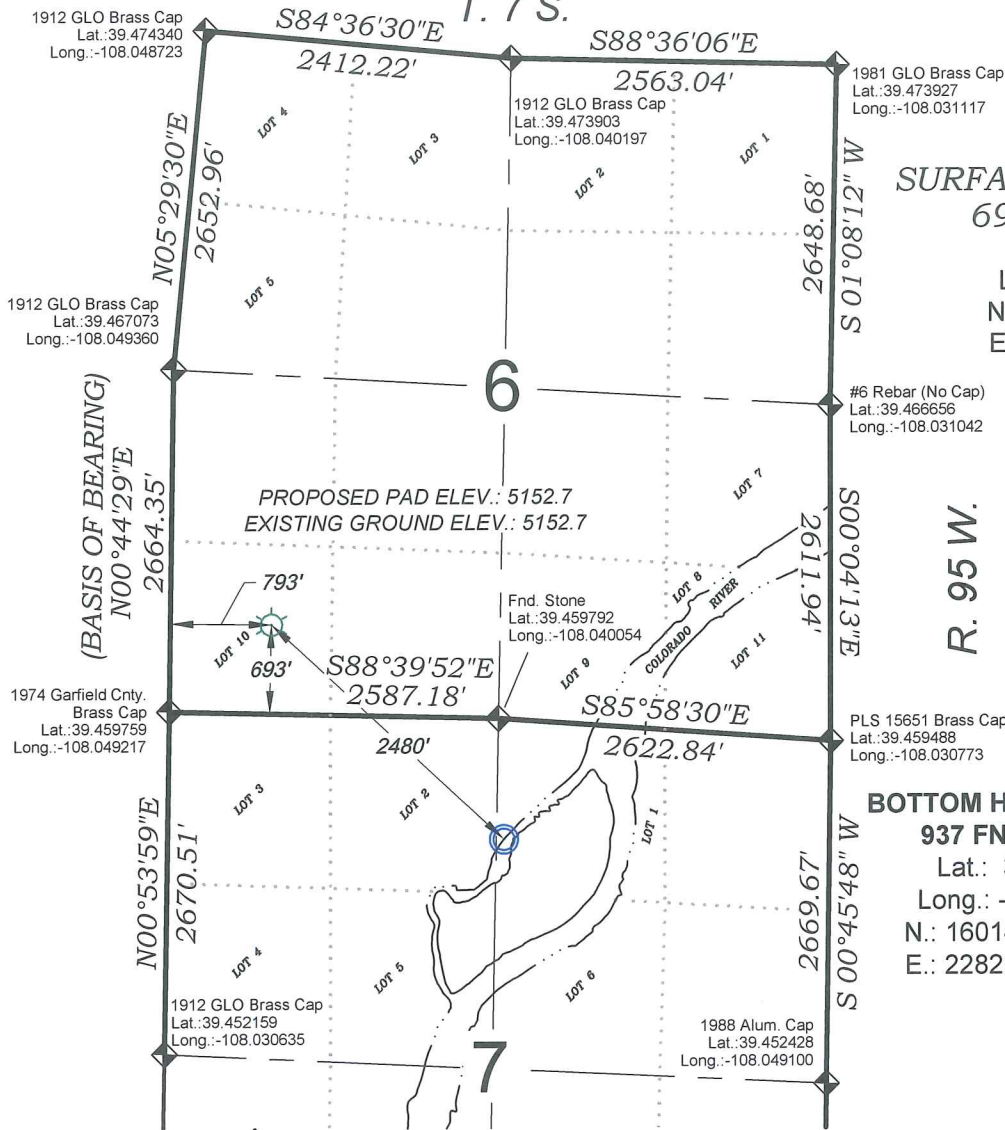 T. 7 S.
1912 GLO Brass Cap
Lat.:39.474340
Long.:-108.048723
S84°36'30"E
2412.22'
S88°36'06"E
2563.04'
1912 GLO Brass Cap
Lat.:39.473903
Long.:-108.040197
1981 GLO Brass Cap
Lat.:39.473927
Long.:-108.031117
LOT 4
LOT 3
LOT 2
LOT 1
N05°29'30"E
2652.96'
2648.68'
S 01°08'12" W
SURFA
69
L
N
E
LOT 5
1912 GLO Brass Cap
Lat.:39.467073
Long.:-108.049360
6
#6 Rebar (No Cap)
Lat.:39.466656
Long.:-108.031042
(BASIS OF BEARING)
N00°44'29"E
2664.35'
PROPOSED PAD ELEV.: 5152.7
EXISTING GROUND ELEV.: 5152.7
LOT 7
S00°04'13"E
2611.94'
R. 95 W.
793'
LOT 10
693'
LOT 8
COLORADO RIVER
LOT 9
LOT 11
Fnd. Stone
Lat.:39.459792
Long.:-108.040054
S88°39'52"E
2587.18'
S85°58'30"E
2622.84'
1974 Garfield Cnty.
Brass Cap
Lat.:39.459759
Long.:-108.049217
PLS 15651 Brass Cap
Lat.:39.459488
Long.:-108.030773
2480'
LOT 3
LOT 2
LOT 1
N00°53'59"E
2670.51'
2669.67'
S 00°45'48" W
BOTTOM H
937 FN
Lat.:
Long.: -
N.: 1601
E.: 2282
LOT 4
LOT 5
LOT 6
1912 GLO Brass Cap
Lat.:39.452159
Long.:-108.030635
7
1988 Alum. Cap
Lat.:39.452428
Long.:-108.049100